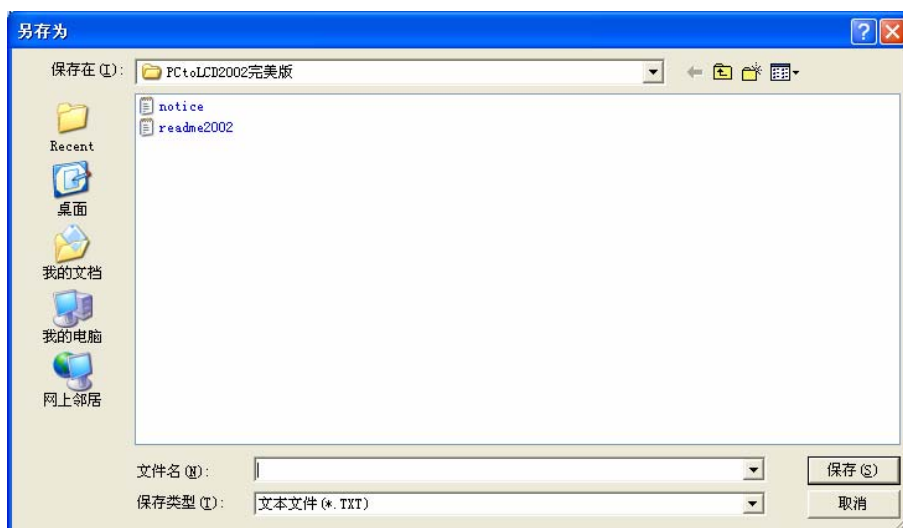 另存为
保存在(I):
PCtoLCD2002完美版
notice
readme2002
Recent
桌面
我的文档
我的电脑
网上邻居
文件名(N):
保存(S)
保存类型(T):
文本文件(*.TXT)
取消